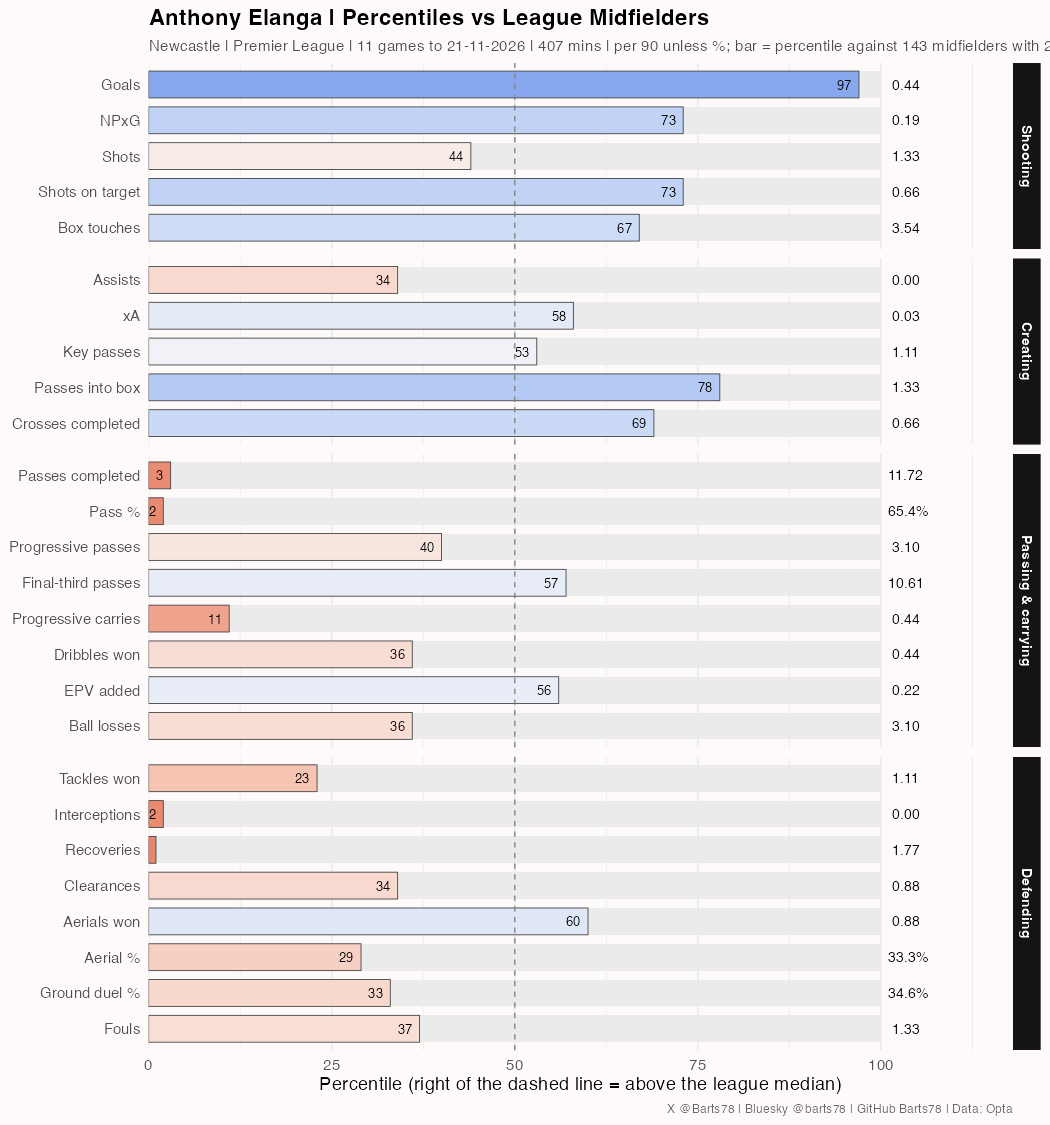 Anthony Elanga | Percentiles vs League Midfielders
Newcastle | Premier League | 11 games to 21-11-2026 | 407 mins | per 90 unless %; bar = percentile against 143 midfielders with 2
Goals 97 0.44
NPxG 73 0.19
Shots 44 1.33
Shots on target 73 0.66
Box touches 67 3.54
Shooting
Assists 34 0.00
xA 58 0.03
Key passes 53 1.11
Passes into box 78 1.33
Crosses completed 69 0.66
Creating
Passes completed 3 11.72
Pass % 2 65.4%
Progressive passes 40 3.10
Final-third passes 57 10.61
Progressive carries 11 0.44
Dribbles won 36 0.44
EPV added 56 0.22
Ball losses 36 3.10
Passing & carrying
Tackles won 23 1.11
Interceptions 2 0.00
Recoveries 1.77
Clearances 34 0.88
Aerials won 60 0.88
Aerial % 29 33.3%
Ground duel % 33 34.6%
Fouls 37 1.33
Defending
0 25 50 75 100
Percentile (right of the dashed line = above the league median)
X @Barts78 | Bluesky @barts78 | GitHub Barts78 | Data: Opta